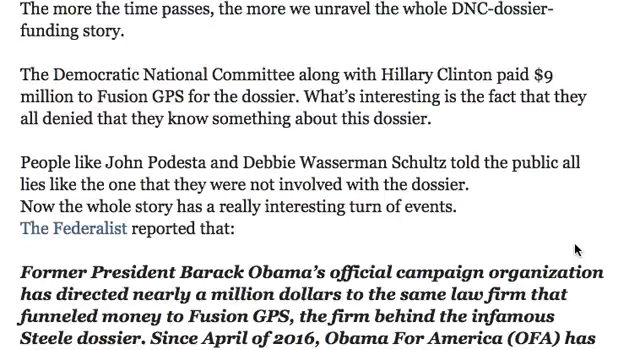 The more the time passes, the more we unravel the whole DNC-dossier-
funding story.
The Democratic National Committee along with Hillary Clinton paid $9
million to Fusion GPS for the dossier. What's interesting is the fact that they
all denied that they know something about this dossier.
People like John Podesta and Debbie Wasserman Schultz told the public all
lies like the one that they were not involved with the dossier.
Now the whole story has a really interesting turn of events.
The Federalist reported that:
Former President Barack Obama's official campaign organization
has directed nearly a million dollars to the same law firm that
funneled money to Fusion GPS, the firm behind the infamous
Steele dossier. Since April of 2016, Obama For America (OFA) has